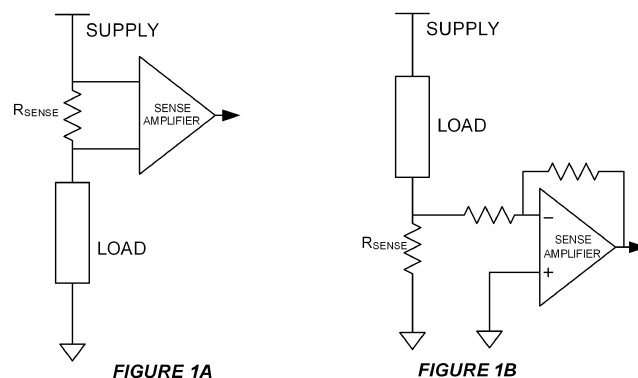 SUPPLY
RSENSE
SENSE
AMPLIFIER
LOAD
FIGURE 1A
SUPPLY
LOAD
RSENSE
−
SENSE
AMPLIFIER
+
FIGURE 1B